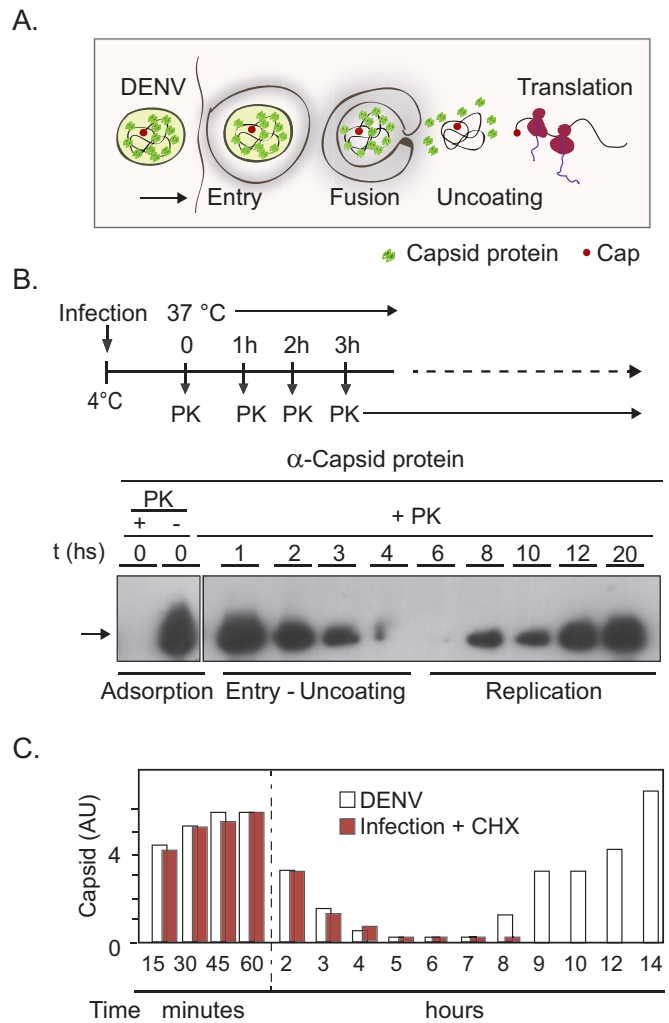 A.
DENV
Translation
Entry
Fusion
Uncoating
Capsid protein
Cap
B.
Infection 37 °C
0 1h 2h 3h
4°C
PK PK PK PK
α-Capsid protein
PK
+ - + PK
t (hs) 0 0 1 2 3 4 6 8 10 12 20
Adsorption Entry - Uncoating Replication
C.
Capsid (AU)
4
0
DENV
Infection + CHX
15 30 45 60 2 3 4 5 6 7 8 9 10 12 14
Time minutes hours